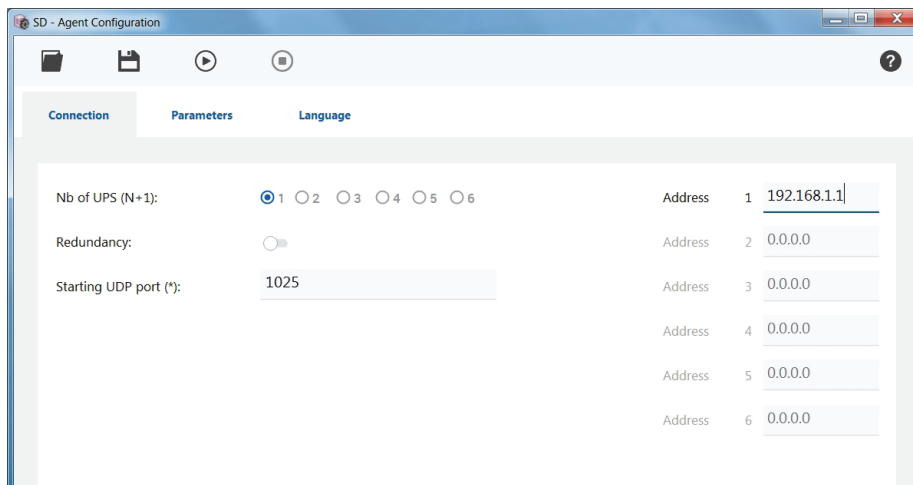 SD - Agent Configuration
?
Connection Parameters Language
Nb of UPS (N+1): 1 2 3 4 5 6 Address 1 192.168.1.1
Redundancy: Address 2 0.0.0.0
Starting UDP port (*): 1025 Address 3 0.0.0.0
Address 4 0.0.0.0
Address 5 0.0.0.0
Address 6 0.0.0.0